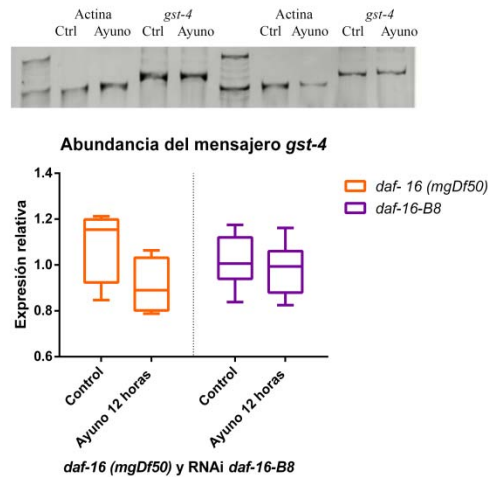 Actina gst-4 Actina gst-4
Ctrl Ayuno Ctrl Ayuno Ctrl Ayuno Ctrl Ayuno
Abundancia del mensajero gst-4
daf- 16 (mgDf50)
daf-16-B8
Expresión relativa
1.4
1.2
1.0
0.8
0.6
Control
Ayuno 12 horas
Control
Ayuno 12 horas
daf-16 (mgDf50) y RNAi daf-16-B8